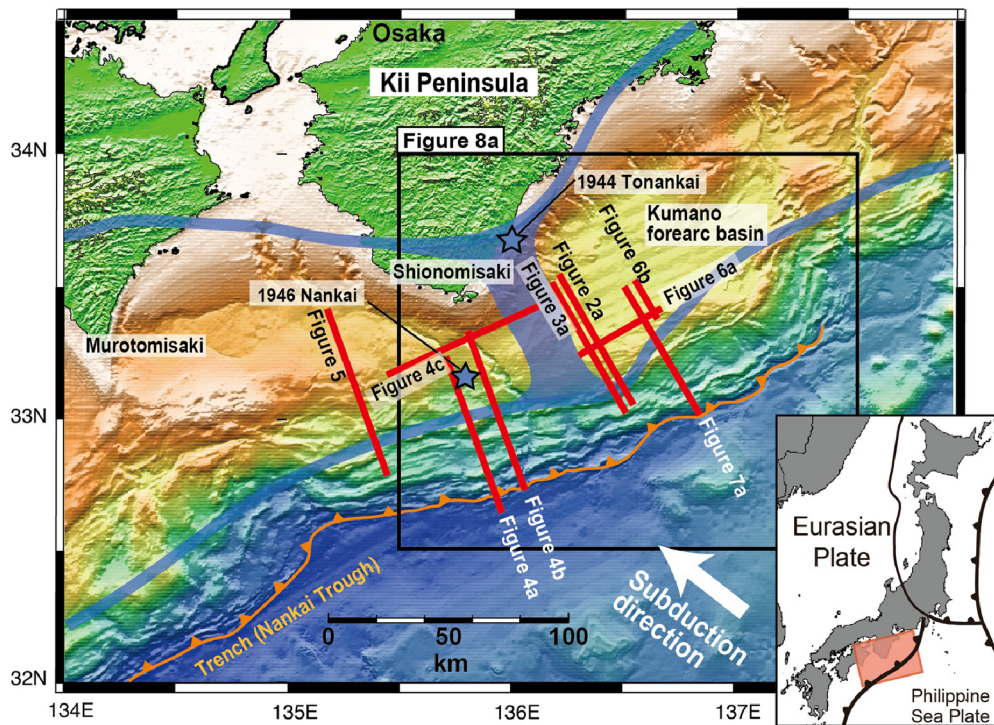 Osaka
Kii Peninsula
34N
Figure 8a
1944 Tonankai
Kumano
forearc basin
Figure 6b
Figure 6a
Shionomisaki
Figure 2a
Figure 3a
1946 Nankai
Murotomisaki
Figure 5
Figure 4c
33N
Figure 7a
Figure 4b
Figure 4a
Subduction
direction
Trench (Nankai Trough)
0 50 100
km
32N
134E 135E 136E 137E
Eurasian
Plate
Philippine
Sea Plate